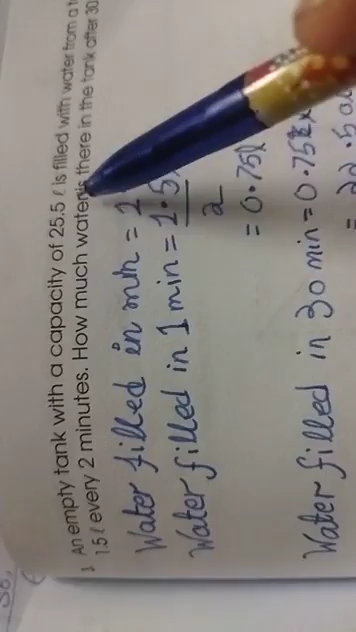 3. An empty tank with a capacity of 25.5 ℓ is filled with water from a
1.5 ℓ every 2 minutes. How much water is there in the tank after 30
Water filled in min =
Water filled in 1 min = 1.5
2
= 0.75l
Water filled in 30 min = 0.75
=